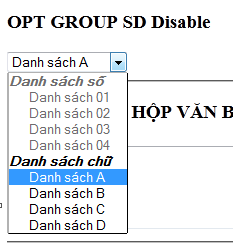 OPT GROUP SD Disable
Danh sách A
Danh sách số
Danh sách 01
Danh sách 02
HỘP VĂN B
Danh sách 03
Danh sách 04
Danh sách chữ
Danh sách A
Danh sách B
Danh sách C
Danh sách D